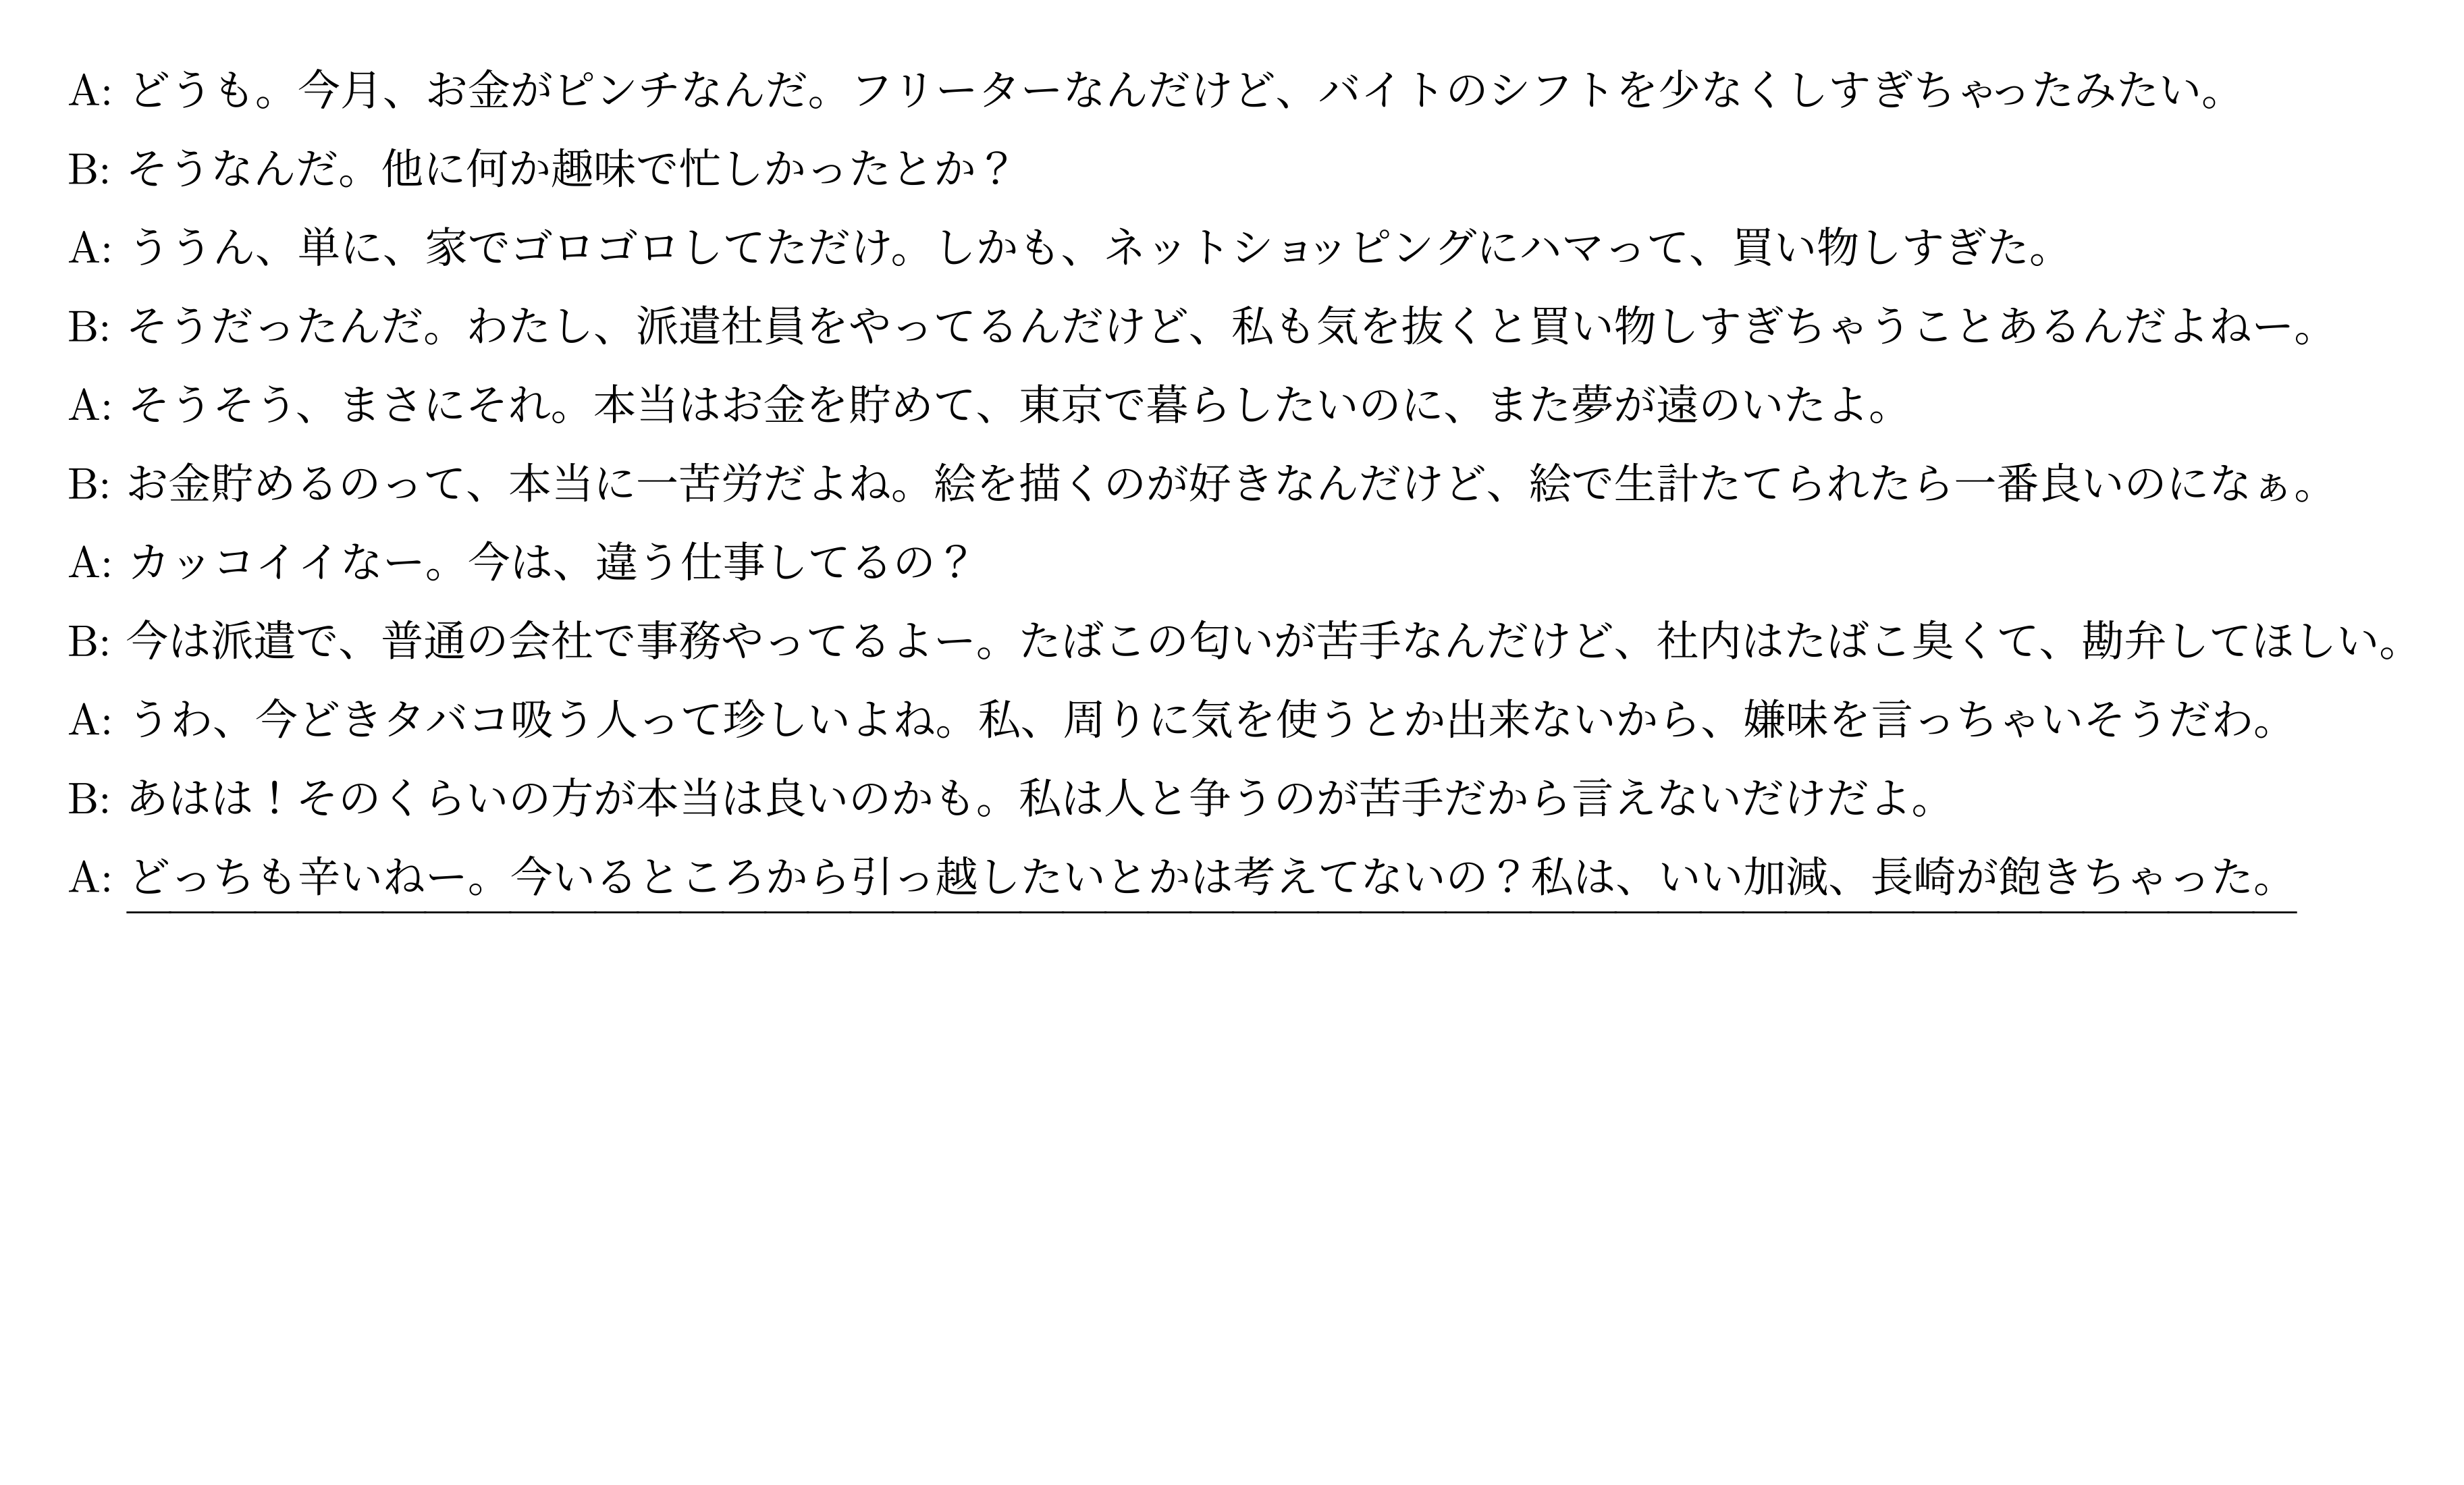 A: どうも。今月、お金がピンチなんだ。フリーターなんだけど、バイトのシフトを少なくしすぎちゃったみたい。
B: そうなんだ。他に何か趣味で忙しかったとか？
A: ううん、単に、家でゴロゴロしてただけ。しかも、ネットショッピングにハマって、買い物しすぎた。
B: そうだったんだ。わたし、派遣社員をやってるんだけど、私も気を抜くと買い物しすぎちゃうことあるんだよねー。
A: そうそう、まさにそれ。本当はお金を貯めて、東京で暮らしたいのに、また夢が遠のいたよ。
B: お金貯めるのって、本当に一苦労だよね。絵を描くのが好きなんだけど、絵で生計たてられたら一番良いのになぁ。
A: カッコイイなー。今は、違う仕事してるの？
B: 今は派遣で、普通の会社で事務やってるよー。たばこの匂いが苦手なんだけど、社内はたばこ臭くて、勘弁してほしい。
A: うわ、今どきタバコ吸う人って珍しいよね。私、周りに気を使うとか出来ないから、嫌味を言っちゃいそうだわ。
B: あはは！そのくらいの方が本当は良いのかも。私は人と争うのが苦手だから言えないだけだよ。
A: どっちも辛いねー。今いるところから引っ越したいとかは考えてないの？私は、いい加減、長崎が飽きちゃった。